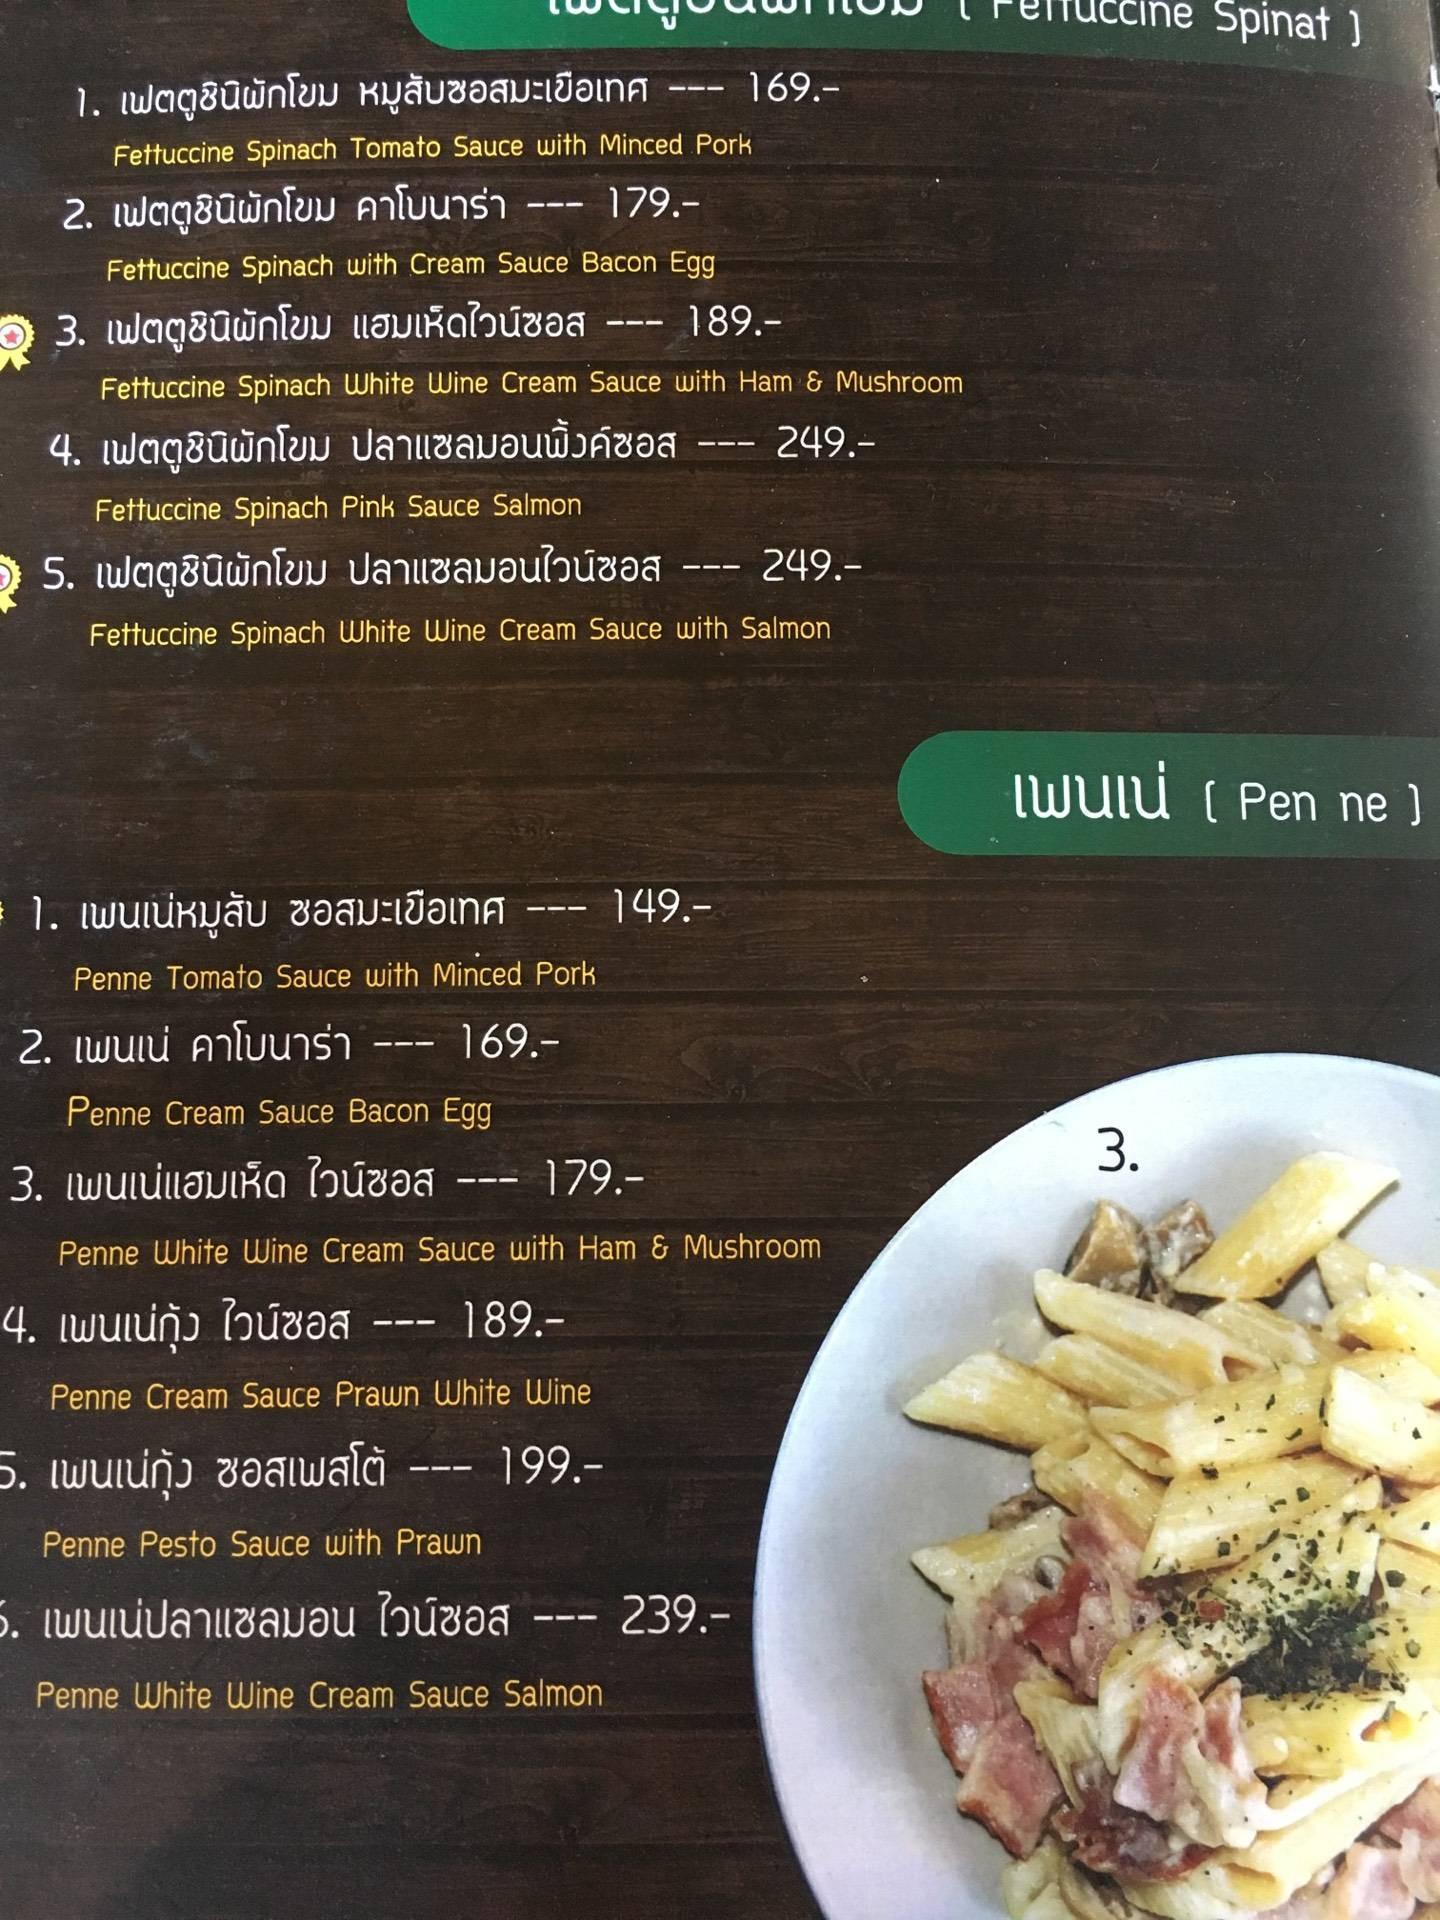 เฟตตูชินีผักโขม ( Fettuccine Spinat )
1. เฟตตูชินีผักโขม หมูสับซอสมะเขือเทศ --- 169.-
Fettuccine Spinach Tomato Sauce with Minced Pork
2. เฟตตูชินีผักโขม คาโบนาร่า --- 179.-
Fettuccine Spinach with Cream Sauce Bacon Egg
3. เฟตตูชินีผักโขม แฮมเห็ดไวน์ซอส --- 189.-
Fettuccine Spinach White Wine Cream Sauce with Ham & Mushroom
4. เฟตตูชินีผักโขม ปลาแซลมอนพิ้งค์ซอส --- 249.-
Fettuccine Spinach Pink Sauce Salmon
5. เฟตตูชินีผักโขม ปลาแซลมอนไวน์ซอส --- 249.-
Fettuccine Spinach White Wine Cream Sauce with Salmon
เพนเน่ ( Pen ne )
1. เพนเน่หมูสับ ซอสมะเขือเทศ --- 149.-
Penne Tomato Sauce with Minced Pork
2. เพนเน่ คาโบนาร่า --- 169.-
Penne Cream Sauce Bacon Egg
3. เพนเน่แฮมเห็ด ไวน์ซอส --- 179.-
Penne White Wine Cream Sauce with Ham & Mushroom
4. เพนเน่กุ้ง ไวน์ซอส --- 189.-
Penne Cream Sauce Prawn White Wine
5. เพนเน่กุ้ง ซอสเพสโต้ --- 199.-
Penne Pesto Sauce with Prawn
6. เพนเน่ปลาแซลมอน ไวน์ซอส --- 239.-
Penne White Wine Cream Sauce Salmon
3.